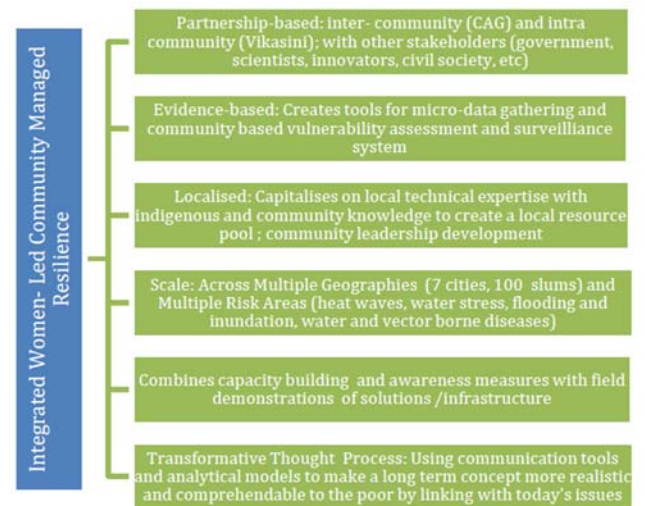 Integrated Women- Led Community Managed
Resilience
Partnership-based: inter- community (CAG) and intra
community (Vikasini); with other stakeholders (government,
scientists, innovators, civil society, etc)
Evidence-based: Creates tools for micro-data gathering and
community based vulnerability assessment and surveilliance
system
Localised: Capitalises on local technical expertise with
indigenous and community knowledge to create a local resource
pool ; community leadership development
Scale: Across Multiple Geographies (7 cities, 100 slums) and
Multiple Risk Areas (heat waves, water stress, flooding and
inundation, water and vector borne diseases)
Combines capacity building and awareness measures with field
demonstrations of solutions /infrastructure
Transformative Thought Process: Using communication tools
and analytical models to make a long term concept more realistic
and comprehendable to the poor by linking with today's issues